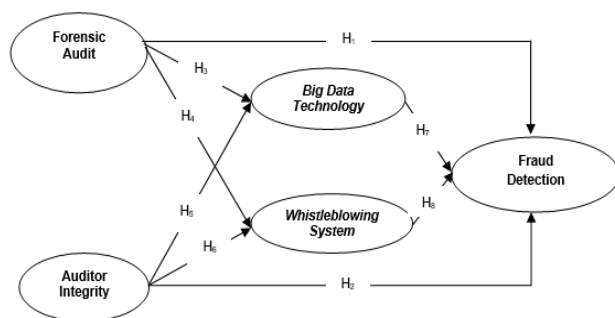 Forensic
Audit
H₁
H₃
Big Data
Technology
H₄
H₇
Fraud
Detection
H₅
H₈
Whistleblowing
System
H₆
Auditor
Integrity
H₂